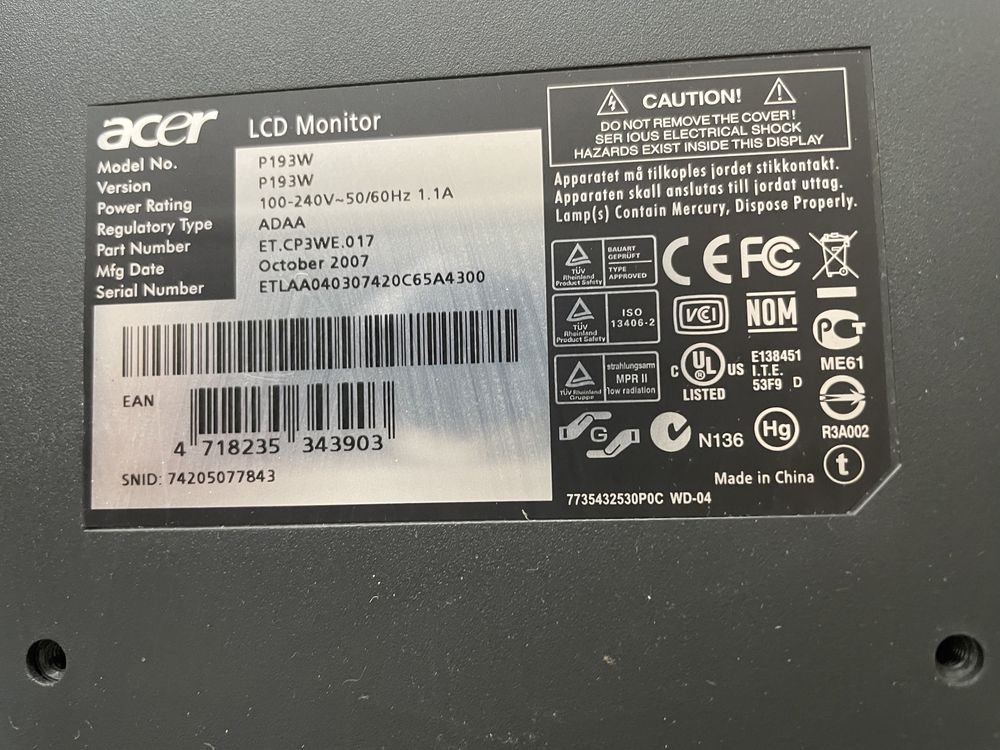 acer LCD Monitor
Model No. P193W
Version P193W
Power Rating 100-240V~50/60Hz 1.1A
Regulatory Type ADAA
Part Number ET.CP3WE.017
Mfg Date October 2007
Serial Number ETLAA040307420C65A4300
EAN
4 718235 343903
SNID: 74205077843
CAUTION!
DO NOT REMOVE THE COVER!
SER IOUS ELECTRICAL SHOCK
HAZARDS EXIST INSIDE THIS DISPLAY
Apparatet må tilkoples jordet stikkontakt.
Apparaten skall anslutas till jordat uttag.
Lamp(s) Contain Mercury, Dispose Properly.
TÜV
Rheinland
Product Safety
BAUART
GEPRÜFT
TYPE
APPROVED
CE FC
TÜV
Rheinland
Product Safety
ISO
13406-2
VCI NOM
PCT
ME61
TÜV Rheinland
Gruppe
strahlungsarm
MPR II
low radiation
C UL US
®
LISTED
E138451
I.T.E.
53F9 D
G
N136
Hg
R3A002
t
Made in China
7735432530P0C WD-04